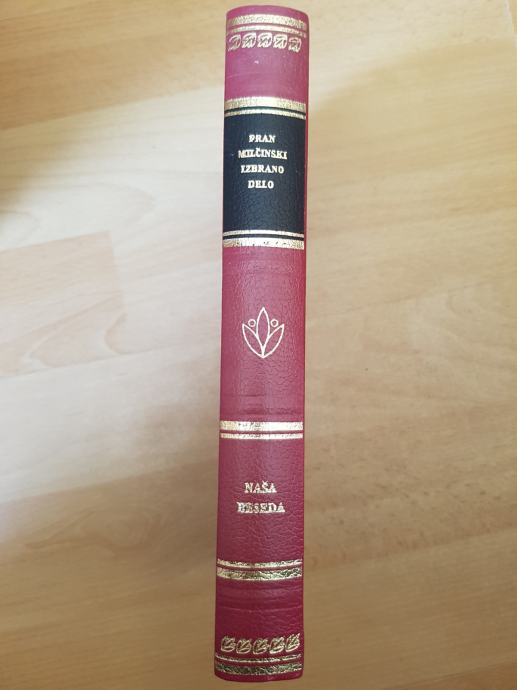 FRAN
MILČINSKI
IZBRANO
DELO
NAŠA
BESEDA